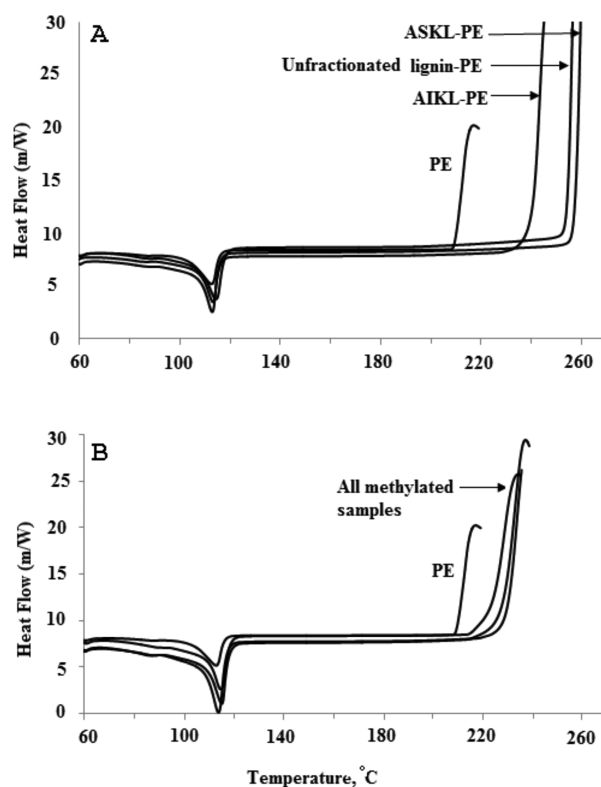 A
30
25
20
15
10
5
0
Heat Flow (m/W)
ASKL-PE
Unfractionated lignin-PE
AIKL-PE
PE
60
100
140
180
220
260
B
30
25
20
15
10
5
0
Heat Flow (m/W)
All methylated
samples
PE
60
100
140
180
220
260
Temperature, °C